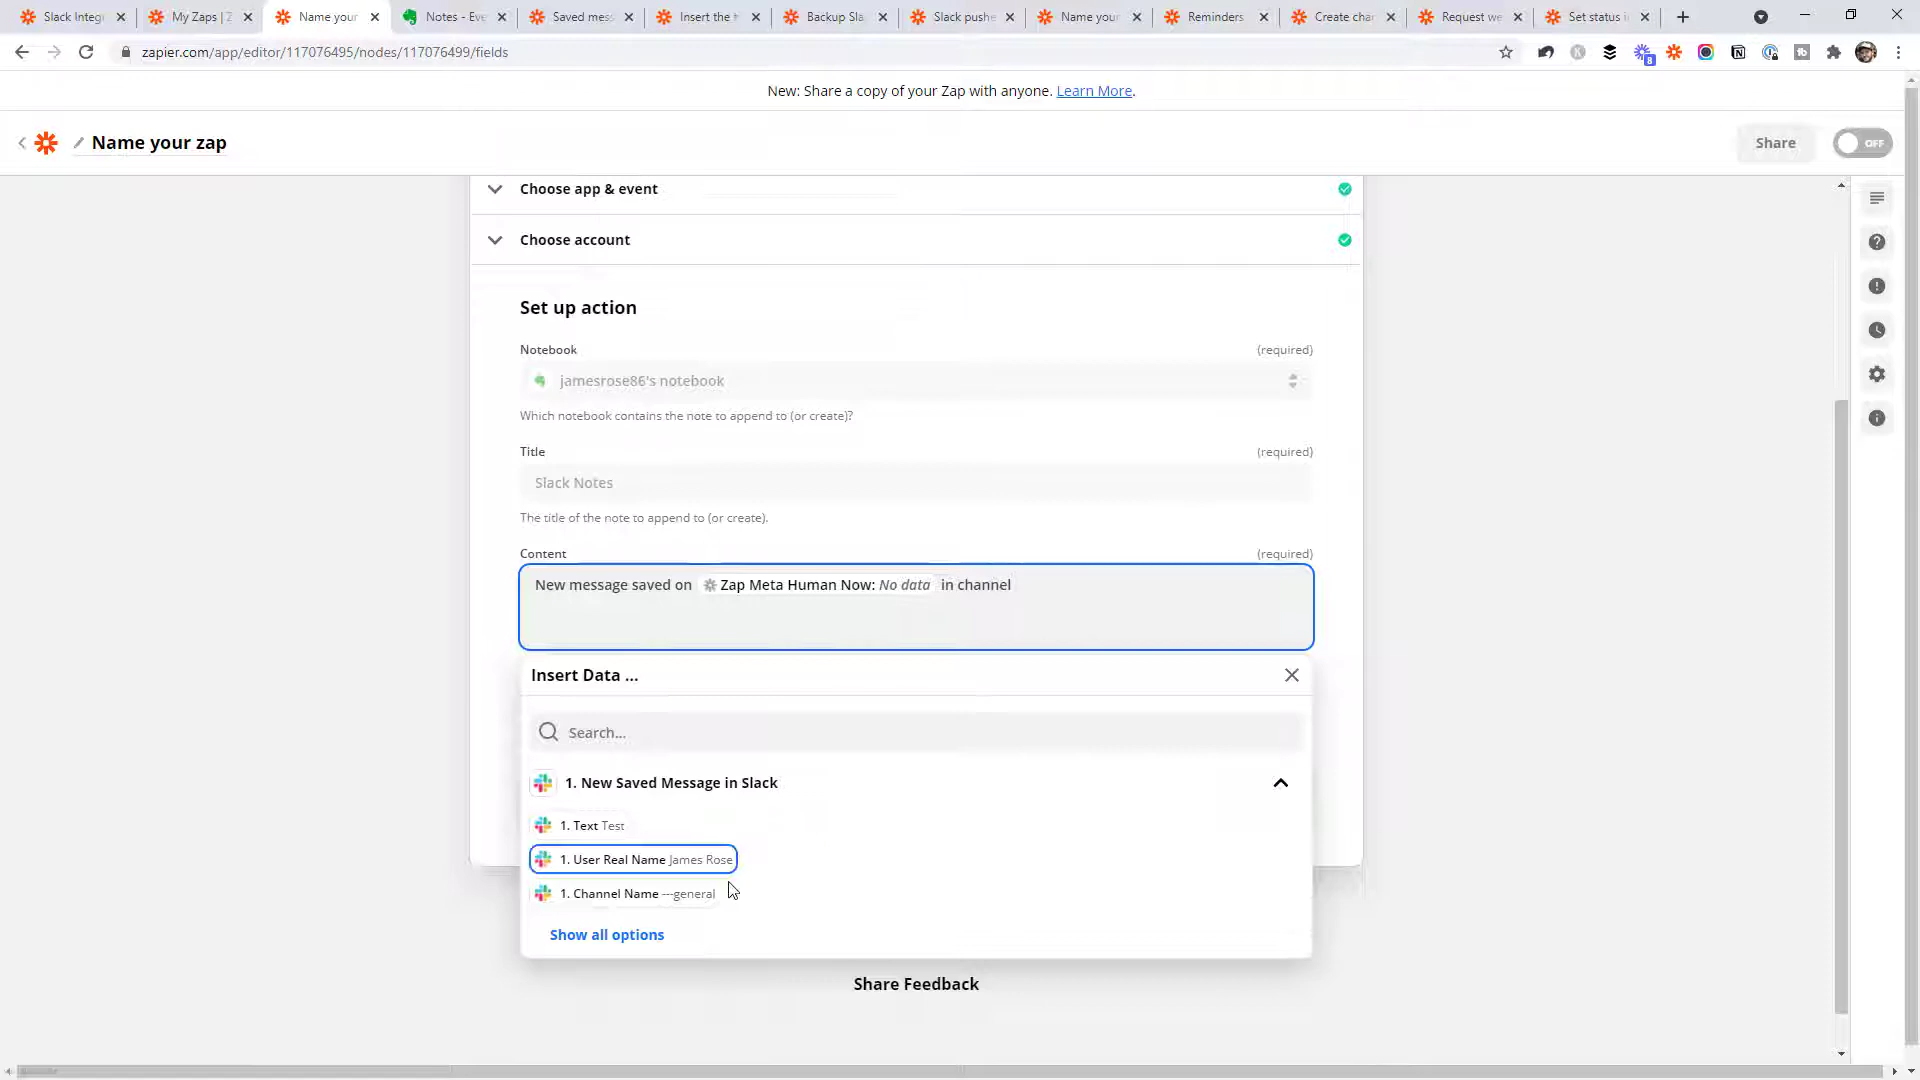 Slack Integ
My Zaps | Z
Name your
Notes - Eve
Saved mess
Insert the t
Backup Sla
Slack pushe
Name your
Reminders
Create char
Request we
Set status i
zapier.com/app/editor/117076495/nodes/117076499/fields
8
New: Share a copy of your Zap with anyone. Learn More.
Name your zap
Share
OFF
Choose app & event
Choose account
Set up action
Notebook (required)
jamesrose86's notebook
Which notebook contains the note to append to (or create)?
Title (required)
Slack Notes
The title of the note to append to (or create).
Content (required)
New message saved on Zap Meta Human Now: No data in channel
Insert Data ...
Search...
1. New Saved Message in Slack
1. Text Test
1. User Real Name James Rose
1. Channel Name ---general
Show all options
Share Feedback